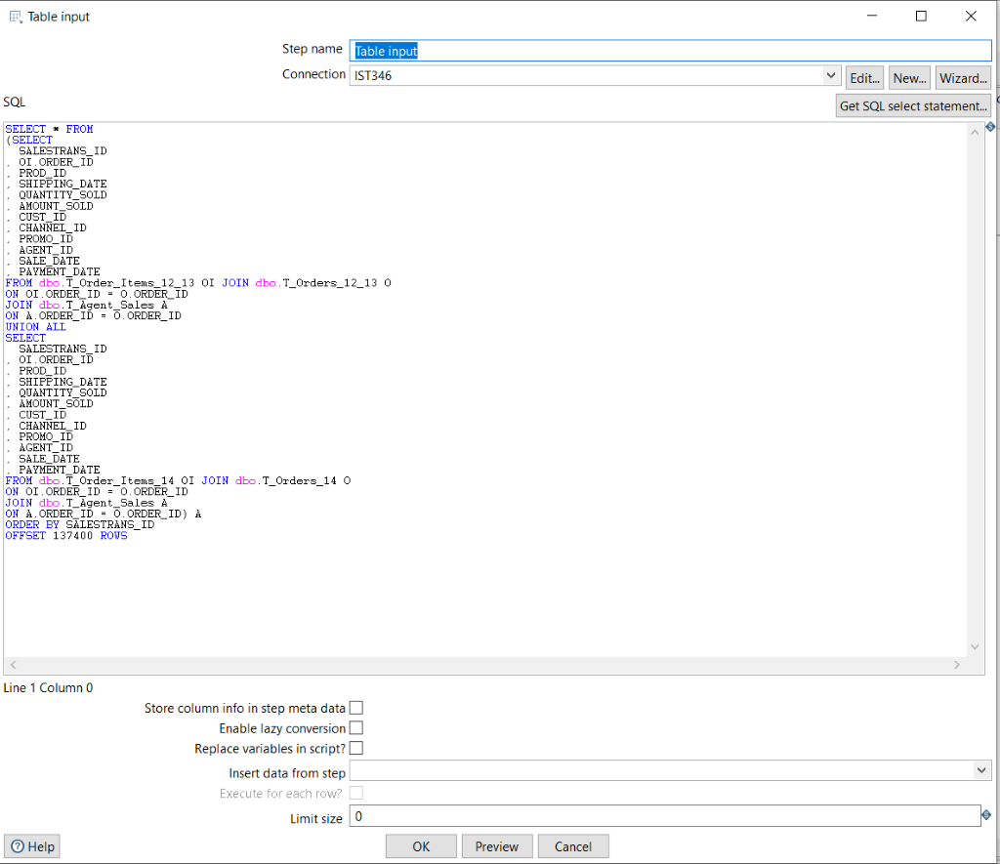 Table input
Step name Table input
Connection IST346 Edit... New... Wizard...
SQL Get SQL select statement...
SELECT * FROM
(SELECT
  SALESTRANS_ID
, OI.ORDER_ID
, PROD_ID
, SHIPPING_DATE
, QUANTITY_SOLD
, AMOUNT_SOLD
, CUST_ID
, CHANNEL_ID
, PROMO_ID
, AGENT_ID
, SALE_DATE
, PAYMENT_DATE
FROM dbo.T_Order_Items_12_13 OI JOIN dbo.T_Orders_12_13 O
ON OI.ORDER_ID = O.ORDER_ID
JOIN dbo.T_Agent_Sales A
ON A.ORDER_ID = O.ORDER_ID
UNION ALL
SELECT
  SALESTRANS_ID
, OI.ORDER_ID
, PROD_ID
, SHIPPING_DATE
, QUANTITY_SOLD
, AMOUNT_SOLD
, CUST_ID
, CHANNEL_ID
, PROMO_ID
, AGENT_ID
, SALE_DATE
, PAYMENT_DATE
FROM dbo.T_Order_Items_14 OI JOIN dbo.T_Orders_14 O
ON OI.ORDER_ID = O.ORDER_ID
JOIN dbo.T_Agent_Sales A
ON A.ORDER_ID = O.ORDER_ID) A
ORDER BY SALESTRANS_ID
OFFSET 137400 ROWS
Line 1 Column 0
Store column info in step meta data
Enable lazy conversion
Replace variables in script?
Insert data from step
Execute for each row?
Limit size 0
Help OK Preview Cancel